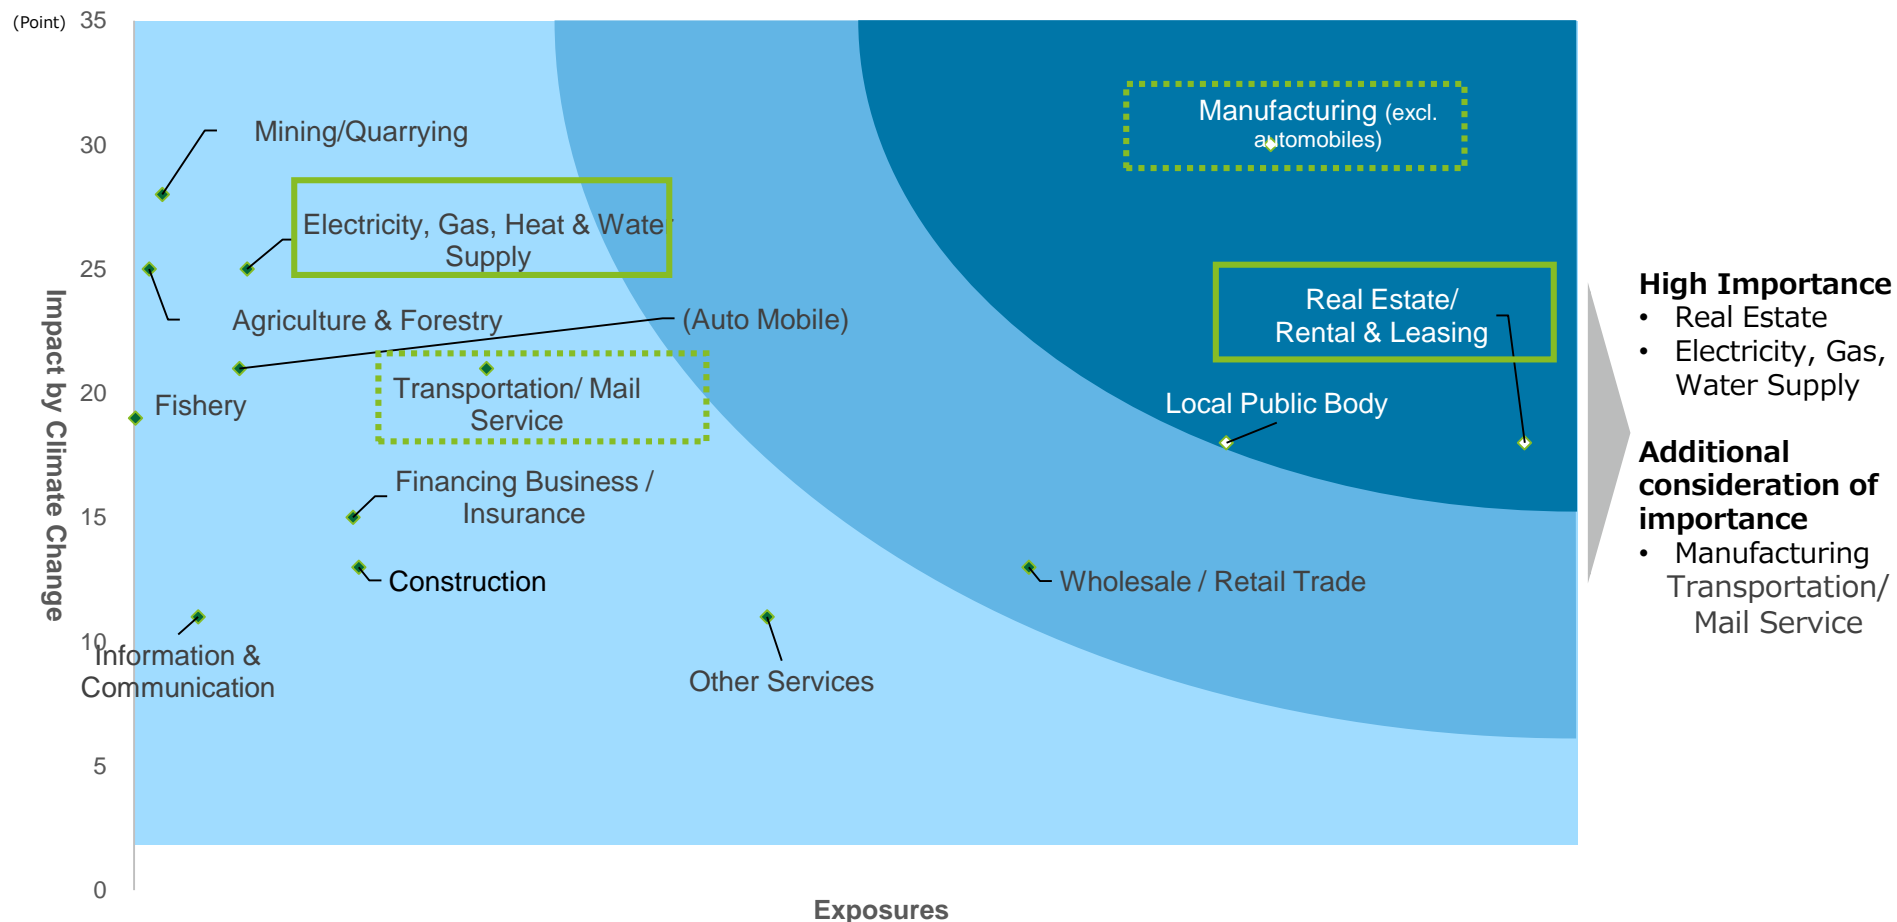 (Point)
35
30
25
20
15
10
5
0
Impact by Climate Change
Exposures
Mining/Quarrying
Electricity, Gas, Heat & Water
Supply
Agriculture & Forestry
(Auto Mobile)
Fishery
Transportation/ Mail
Service
Financing Business /
Insurance
Construction
Information &
Communication
Other Services
Wholesale / Retail Trade
Manufacturing (excl.
automobiles)
Real Estate/
Rental & Leasing
Local Public Body
High Importance
• Real Estate
• Electricity, Gas,
Water Supply
Additional
consideration of
importance
• Manufacturing
Transportation/
Mail Service